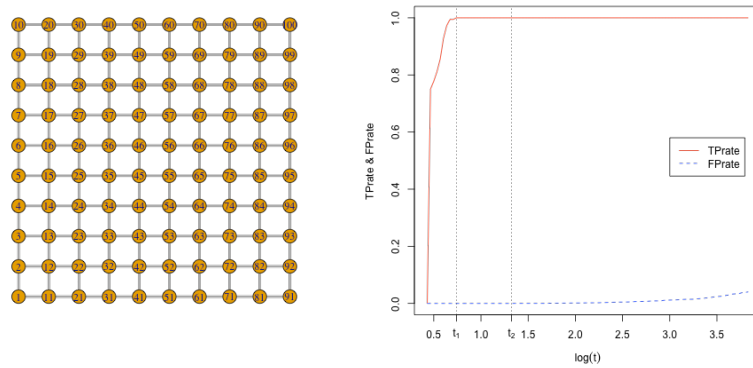 10 20 30 40 50 60 70 80 90 100
9 19 29 39 49 59 69 79 89 99
8 18 28 38 48 58 68 78 88 98
7 17 27 37 47 57 67 77 87 97
6 16 26 36 46 56 66 76 86 96
5 15 25 35 45 55 65 75 85 95
4 14 24 34 44 54 64 74 84 94
3 13 23 33 43 53 63 73 83 93
2 12 22 32 42 52 62 72 82 92
1 11 21 31 41 51 61 71 81 91
TPrate & FPrate
1.0
0.8
0.6
0.4
0.2
0.0
TPrate
FPrate
0.5 t₁ 1.0 t₂ 1.5 2.0 2.5 3.0 3.5
log(t)